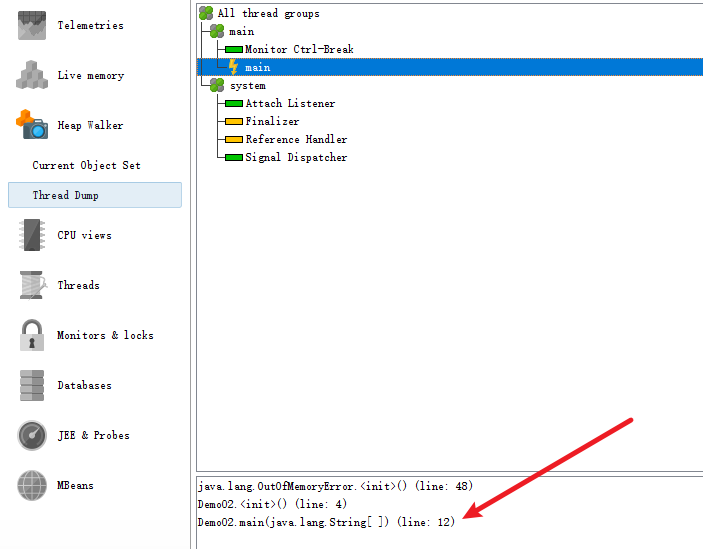 Telemetries
Live memory
Heap Walker
Current Object Set
Thread Dump
CPU views
Threads
Monitors & locks
Databases
JEE & Probes
MBeans
All thread groups
main
Monitor Ctrl-Break
main
system
Attach Listener
Finalizer
Reference Handler
Signal Dispatcher
java.lang.OutOfMemoryError.<init>() (line: 48)
Demo02.<init>() (line: 4)
Demo02.main(java.lang.String[ ]) (line: 12)